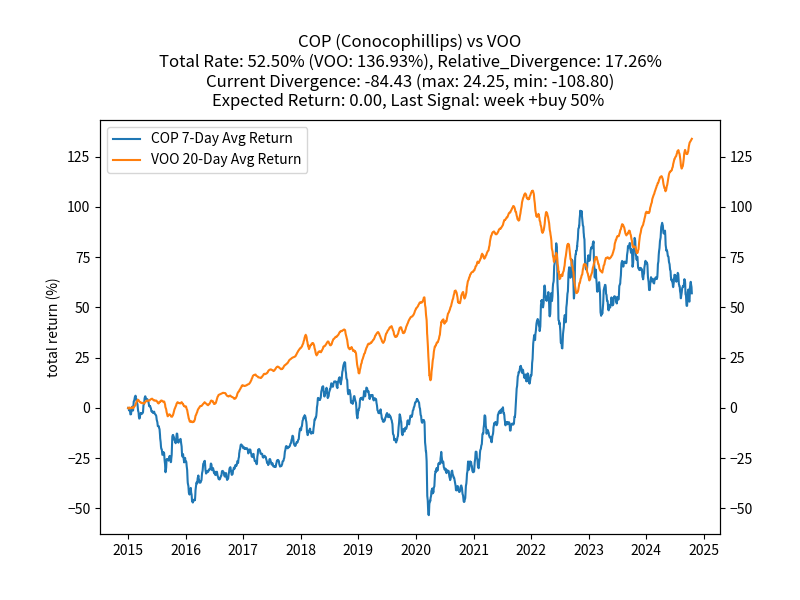 COP (Conocophillips) vs VOO
Total Rate: 52.50% (VOO: 136.93%), Relative_Divergence: 17.26%
Current Divergence: -84.43 (max: 24.25, min: -108.80)
Expected Return: 0.00, Last Signal: week +buy 50%
COP 7-Day Avg Return
VOO 20-Day Avg Return
total return (%)
125
100
75
50
25
0
−25
−50
125
100
75
50
25
0
−25
−50
2015 2016 2017 2018 2019 2020 2021 2022 2023 2024 2025